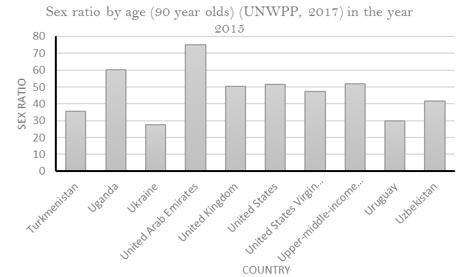 Sex ratio by age (90 year olds) (UNWPP, 2017) in the year
2015
80
70
60
50
40
30
20
10
0
SEX RATIO
Turkmenistan
Uganda
Ukraine
United Arab Emirates
United Kingdom
United States
United States Virgin...
Upper-middle-income...
Uruguay
Uzbekistan
COUNTRY